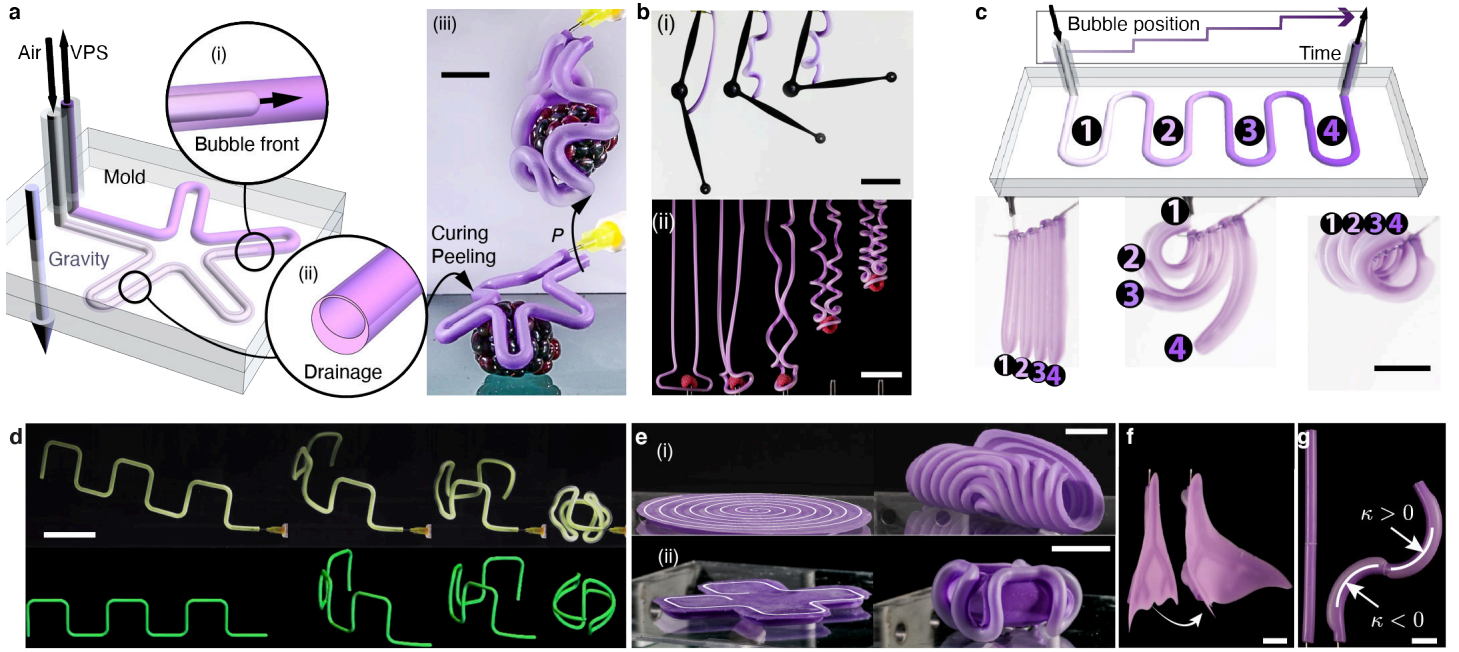 a
Air
VPS
(i)
Bubble front
Mold
Gravity
(ii)
Drainage
(iii)
Curing
Peeling
P
b
(i)
(ii)
c
Bubble position
Time
1
2
3
4
1
2
3
4
1
2
3
4
1
2
3
4
d
e
(i)
(ii)
f
g
κ > 0
κ < 0